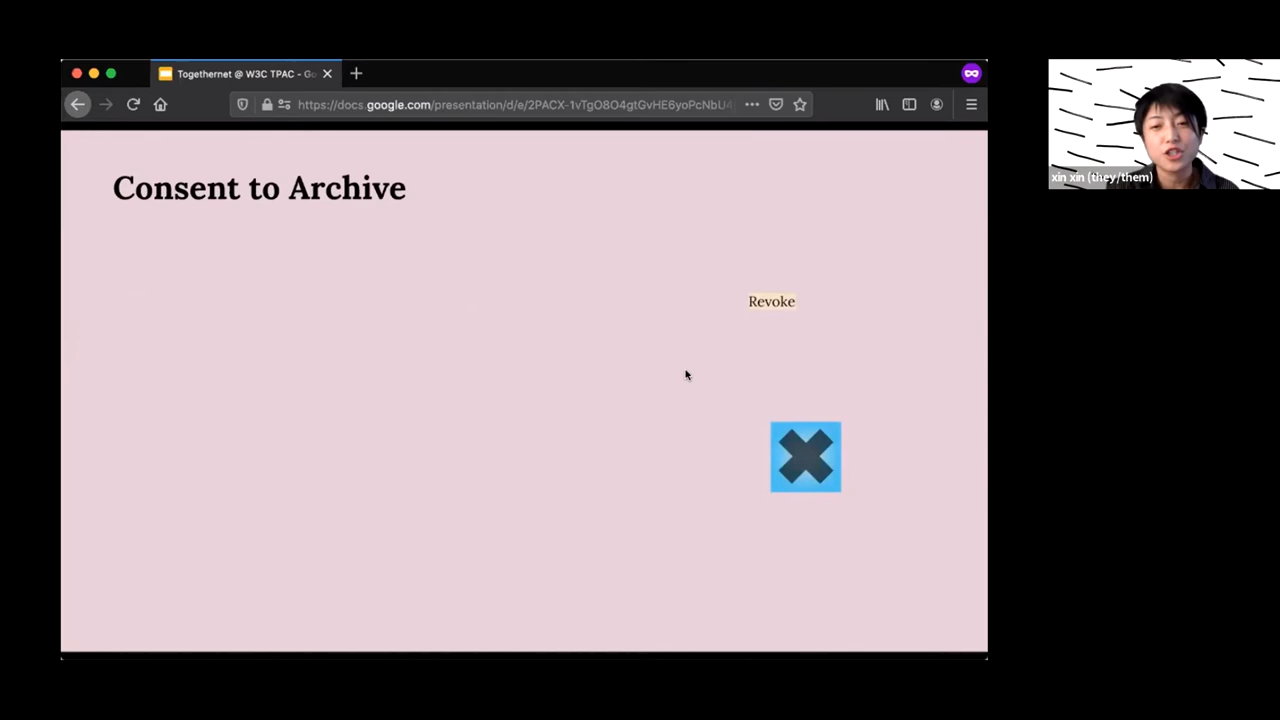 Togethernet @ W3C TPAC - Go
https://docs.google.com/presentation/d/e/2PACX-1vTgO8O4gtGvHE6yoPcNbU4
Consent to Archive
Revoke
xin xin (they/them)